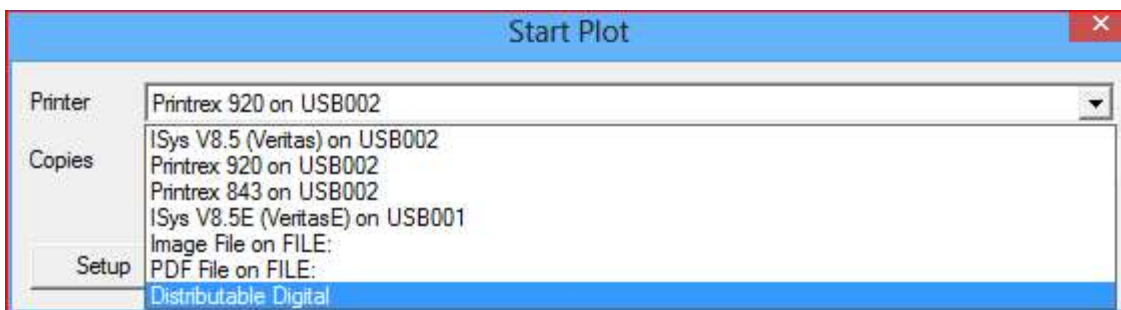 Start Plot
Printer
Printrex 920 on USB002
ISys V8.5 (Veritas) on USB002
Copies
Printrex 920 on USB002
Printrex 843 on USB002
ISys V8.5E (VeritasE) on USB001
Image File on FILE:
Setup
PDF File on FILE:
Distributable Digital